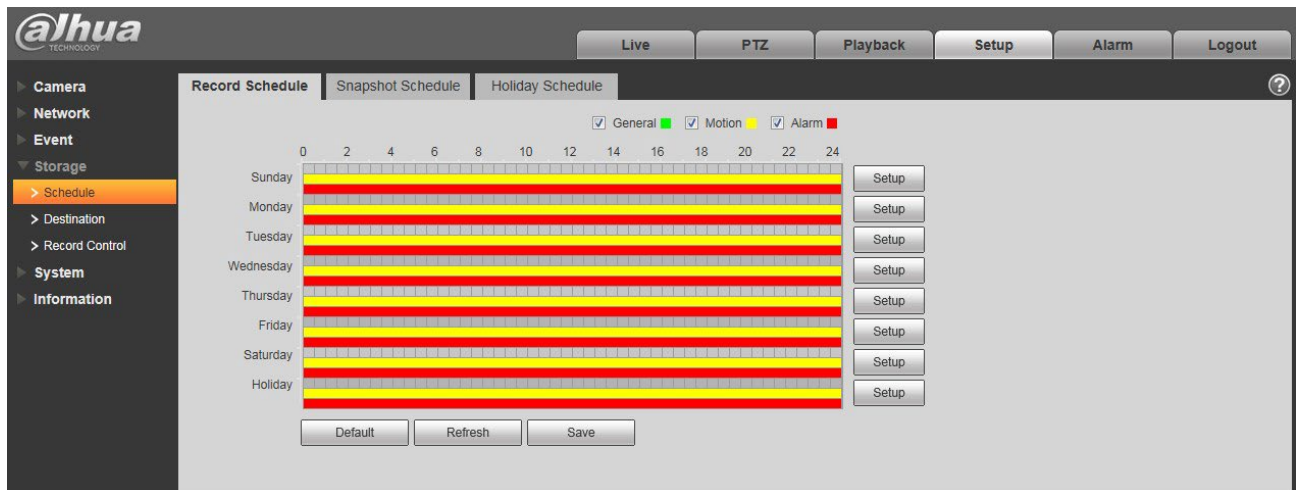 alhua
TECHNOLOGY
Live PTZ Playback Setup Alarm Logout
Camera
Network
Event
Storage
> Schedule
> Destination
> Record Control
System
Information
Record Schedule Snapshot Schedule Holiday Schedule ?
General Motion Alarm
0 2 4 6 8 10 12 14 16 18 20 22 24
Sunday Setup
Monday Setup
Tuesday Setup
Wednesday Setup
Thursday Setup
Friday Setup
Saturday Setup
Holiday Setup
Default Refresh Save